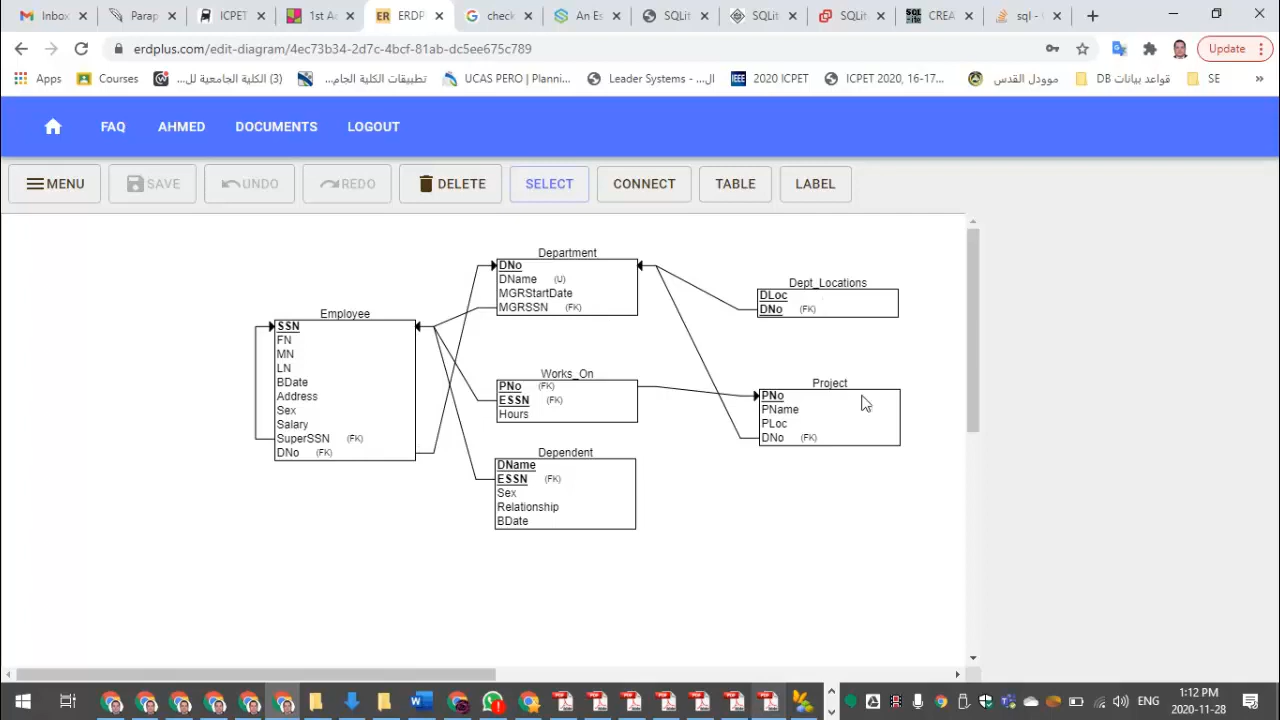 Inbo
Parap
ICPET
1st A
ERDP
check
An Es
SQLit
SQLit
SQLit
CREA
sql -
erdplus.com/edit-diagram/4ec73b34-2d7c-4bcf-81ab-dc5ee675c789
Update
Apps
Courses
(3) الكلية الجامعية لل...
تطبيقات الكلية الجام...
UCAS PERO | Planni...
Leader Systems - ال...
2020 ICPET
ICPET 2020, 16-17...
موودل القدس
قواعد بيانات DB
SE
»
FAQ
AHMED
DOCUMENTS
LOGOUT
MENU
SAVE
UNDO
REDO
DELETE
SELECT
CONNECT
TABLE
LABEL
Employee
SSN
FN
MN
LN
BDate
Address
Sex
Salary
SuperSSN (FK)
DNo (FK)
Department
DNo
DName (U)
MGRStartDate
MGRSSN (FK)
Works_On
PNo (FK)
ESSN (FK)
Hours
Dependent
DName
ESSN (FK)
Sex
Relationship
BDate
Dept_Locations
DLoc
DNo (FK)
Project
PNo
PName
PLoc
DNo (FK)
ENG
1:12 PM
2020-11-28